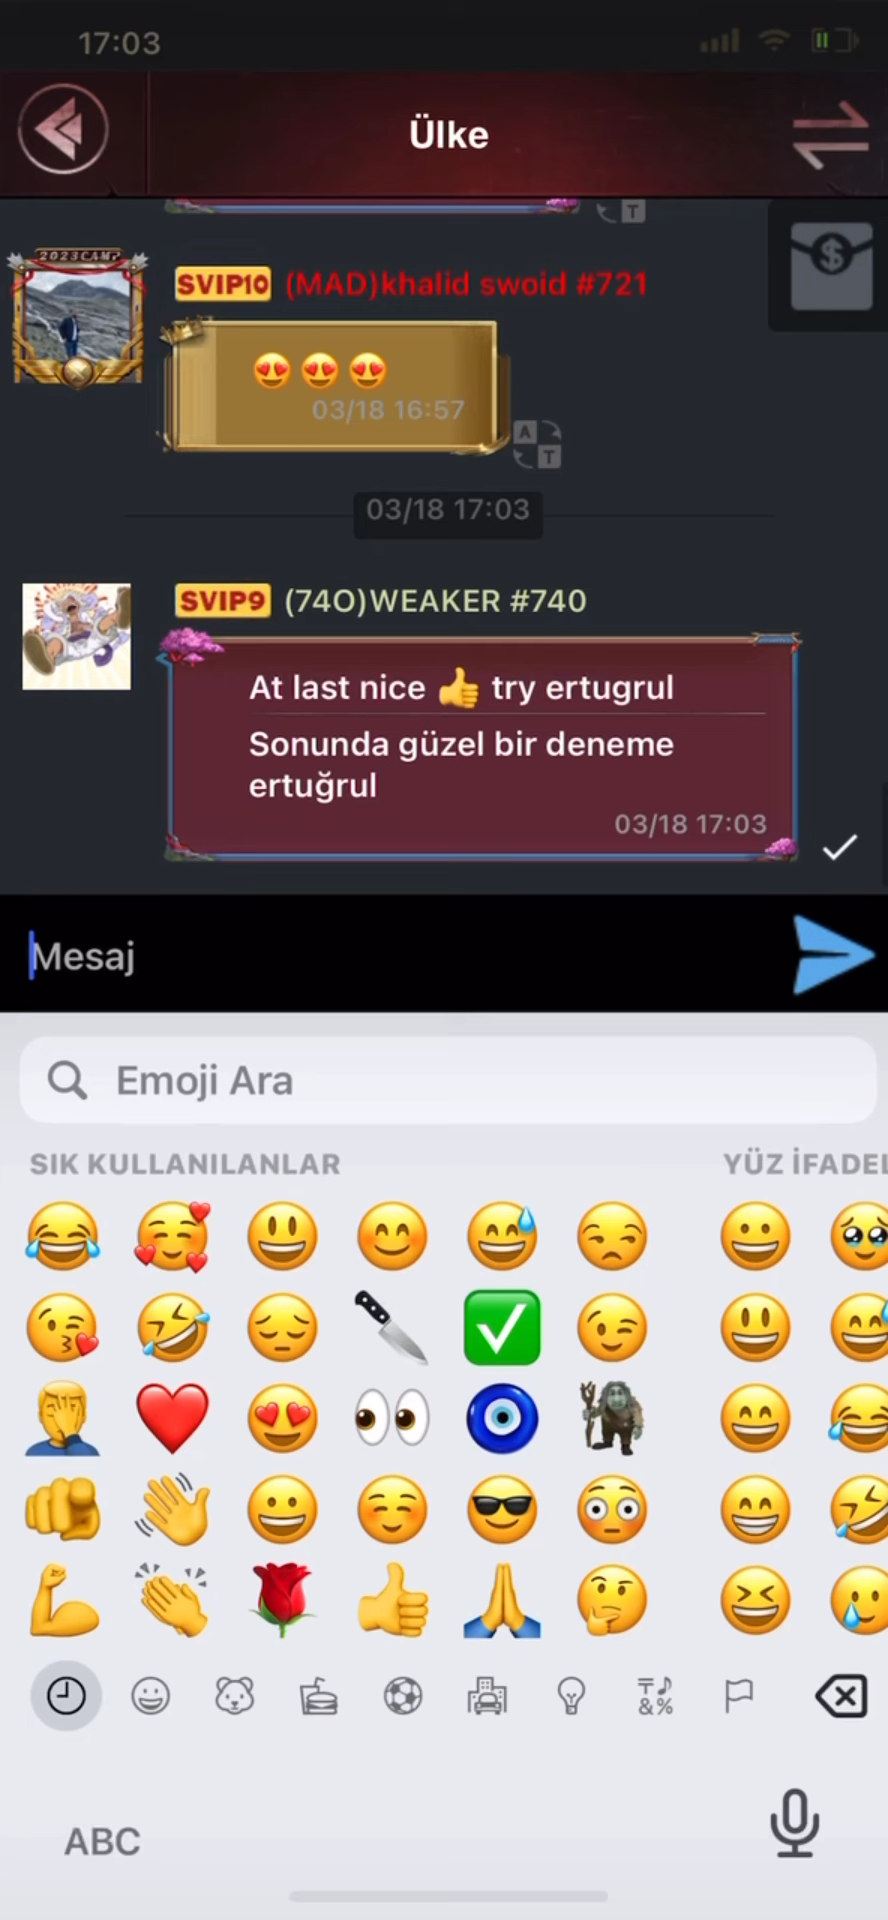 17:03
Ülke
T
2023CAMP
SVIP10 (MAD)khalid swoid #721
😍 😍 😍
03/18 16:57
A
T
03/18 17:03
SVIP9 (74O)WEAKER #740
At last nice 👍 try ertugrul
Sonunda güzel bir deneme
ertuğrul
03/18 17:03
Mesaj
Emoji Ara
SIK KULLANILANLAR
YÜZ İFADEL
ABC